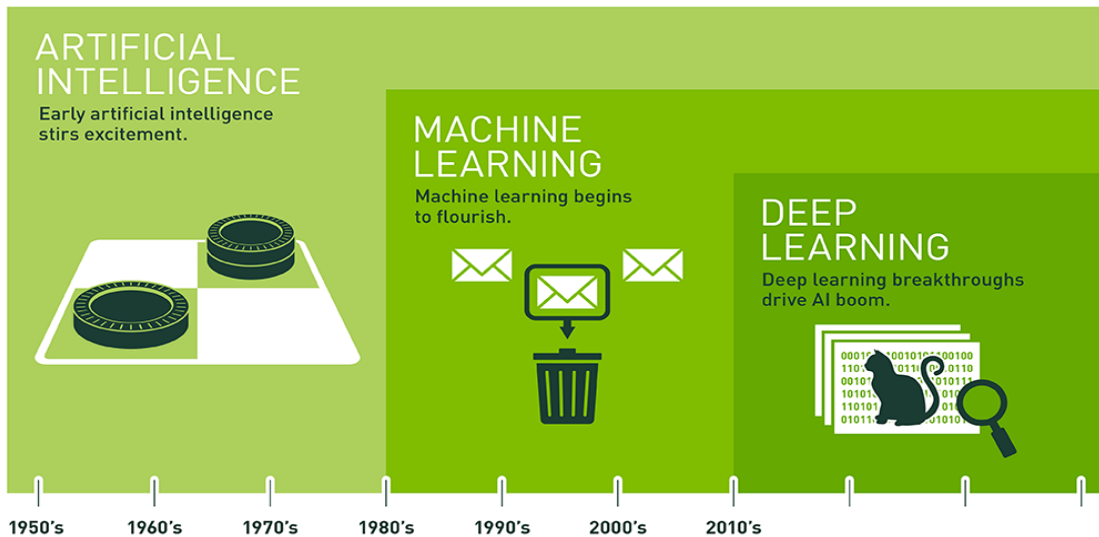 ARTIFICIAL
INTELLIGENCE
Early artificial intelligence
stirs excitement.
MACHINE
LEARNING
Machine learning begins
to flourish.
DEEP
LEARNING
Deep learning breakthroughs
drive AI boom.
1950's
1960's
1970's
1980's
1990's
2000's
2010's